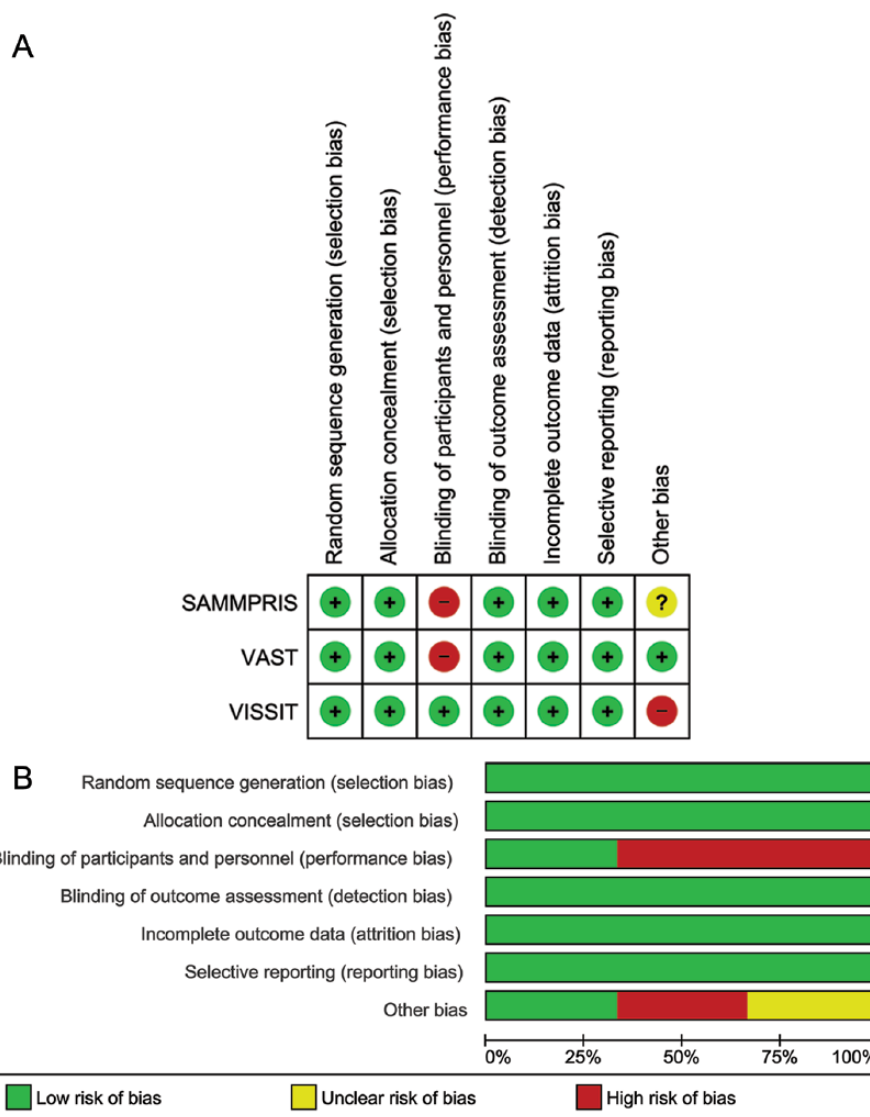 A
Random sequence generation (selection bias)
Allocation concealment (selection bias)
Blinding of participants and personnel (performance bias)
Blinding of outcome assessment (detection bias)
Incomplete outcome data (attrition bias)
Selective reporting (reporting bias)
Other bias
SAMMPRIS + + − + + + ?
VAST + + − + + + +
VISSIT + + + + + + −
B
Random sequence generation (selection bias)
Allocation concealment (selection bias)
Blinding of participants and personnel (performance bias)
Blinding of outcome assessment (detection bias)
Incomplete outcome data (attrition bias)
Selective reporting (reporting bias)
Other bias
0% 25% 50% 75% 100%
Low risk of bias Unclear risk of bias High risk of bias